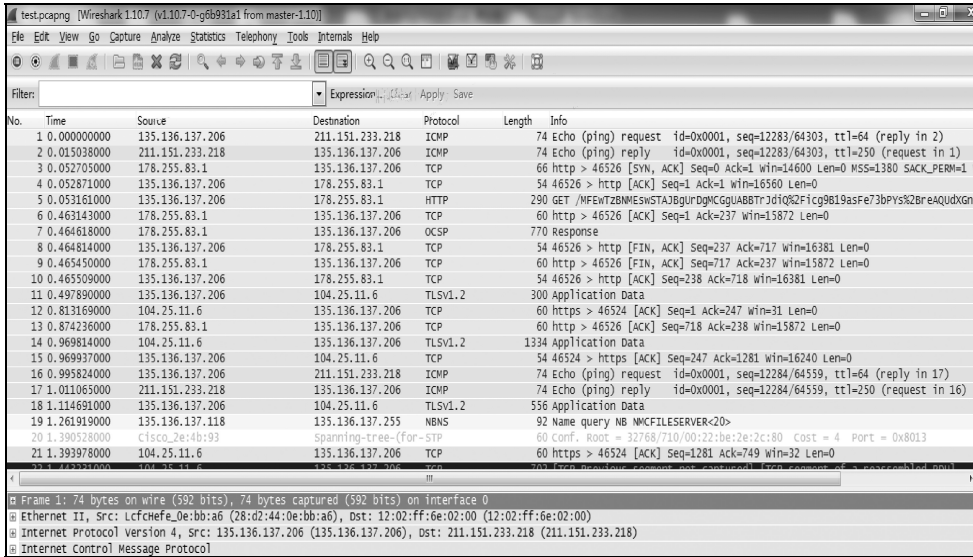 test.pcapng [Wireshark 1.10.7 (v1.10.7-0-g6b931a1 from master-1.10)]
File Edit View Go Capture Analyze Statistics Telephony Tools Internals Help
Filter: Expression... Clear Apply Save
No. Time Source Destination Protocol Length Info
1 0.000000000 135.136.137.206 211.151.233.218 ICMP 74 Echo (ping) request id=0x0001, seq=12283/64303, ttl=64 (reply in 2)
2 0.015038000 211.151.233.218 135.136.137.206 ICMP 74 Echo (ping) reply id=0x0001, seq=12283/64303, ttl=250 (request in 1)
3 0.052705000 178.255.83.1 135.136.137.206 TCP 66 http > 46526 [SYN, ACK] Seq=0 Ack=1 Win=14600 Len=0 MSS=1380 SACK_PERM=1
4 0.052871000 135.136.137.206 178.255.83.1 TCP 54 46526 > http [ACK] Seq=1 Ack=1 Win=16560 Len=0
5 0.053161000 135.136.137.206 178.255.83.1 HTTP 290 GET
6 0.463143000 178.255.83.1 135.136.137.206 TCP 60 http > 46526 [ACK] Seq=1 Ack=237 Win=15872 Len=0
7 0.464618000 178.255.83.1 135.136.137.206 OCSP 770 Response
8 0.464814000 135.136.137.206 178.255.83.1 TCP 54 46526 > http [FIN, ACK] Seq=237 Ack=717 Win=16381 Len=0
9 0.465450000 178.255.83.1 135.136.137.206 TCP 60 http > 46526 [FIN, ACK] Seq=717 Ack=237 Win=15872 Len=0
10 0.465509000 135.136.137.206 178.255.83.1 TCP 54 46526 > http [ACK] Seq=238 Ack=718 Win=16381 Len=0
11 0.497890000 135.136.137.206 104.25.11.6 TLSv1.2 300 Application Data
12 0.813169000 104.25.11.6 135.136.137.206 TCP 60 https > 46524 [ACK] Seq=1 Ack=247 Win=31 Len=0
13 0.874236000 178.255.83.1 135.136.137.206 TCP 60 http > 46526 [ACK] Seq=718 Ack=238 Win=15872 Len=0
14 0.969814000 104.25.11.6 135.136.137.206 TLSv1.2 1334 Application Data
15 0.969937000 135.136.137.206 104.25.11.6 TCP 54 46524 > https [ACK] Seq=247 Ack=1281 Win=16240 Len=0
16 0.995824000 135.136.137.206 211.151.233.218 ICMP 74 Echo (ping) request id=0x0001, seq=12284/64559, ttl=64 (reply in 17)
17 1.011065000 211.151.233.218 135.136.137.206 ICMP 74 Echo (ping) reply id=0x0001, seq=12284/64559, ttl=250 (request in 16)
18 1.114691000 135.136.137.206 104.25.11.6 TLSv1.2 556 Application Data
19 1.261919000 135.136.137.118 135.136.137.255 NBNS 92 Name query NB NMCFILESERVER<20>
20 1.390528000 Cisco_2e:4b:93 Spanning-tree-(for- STP 60 Conf. Root = 32768/710/00:22:be:2e:2c:80 Cost = 4 Port = 0x8013
21 1.393978000 104.25.11.6 135.136.137.206 TCP 60 https > 46524 [ACK] Seq=1281 Ack=749 Win=32 Len=0
22 1.443231000 104.25.11.6 135.136.137.206 TCP 702 [TCP Previous segment not captured] [TCP segment of a reassembled PDU]
Frame 1: 74 bytes on wire (592 bits), 74 bytes captured (592 bits) on interface 0
Ethernet II, Src: LcfcHefe_0e:bb:a6 (28:d2:44:0e:bb:a6), Dst: 12:02:ff:6e:02:00 (12:02:ff:6e:02:00)
Internet Protocol Version 4, Src: 135.136.137.206 (135.136.137.206), Dst: 211.151.233.218 (211.151.233.218)
Internet Control Message Protocol